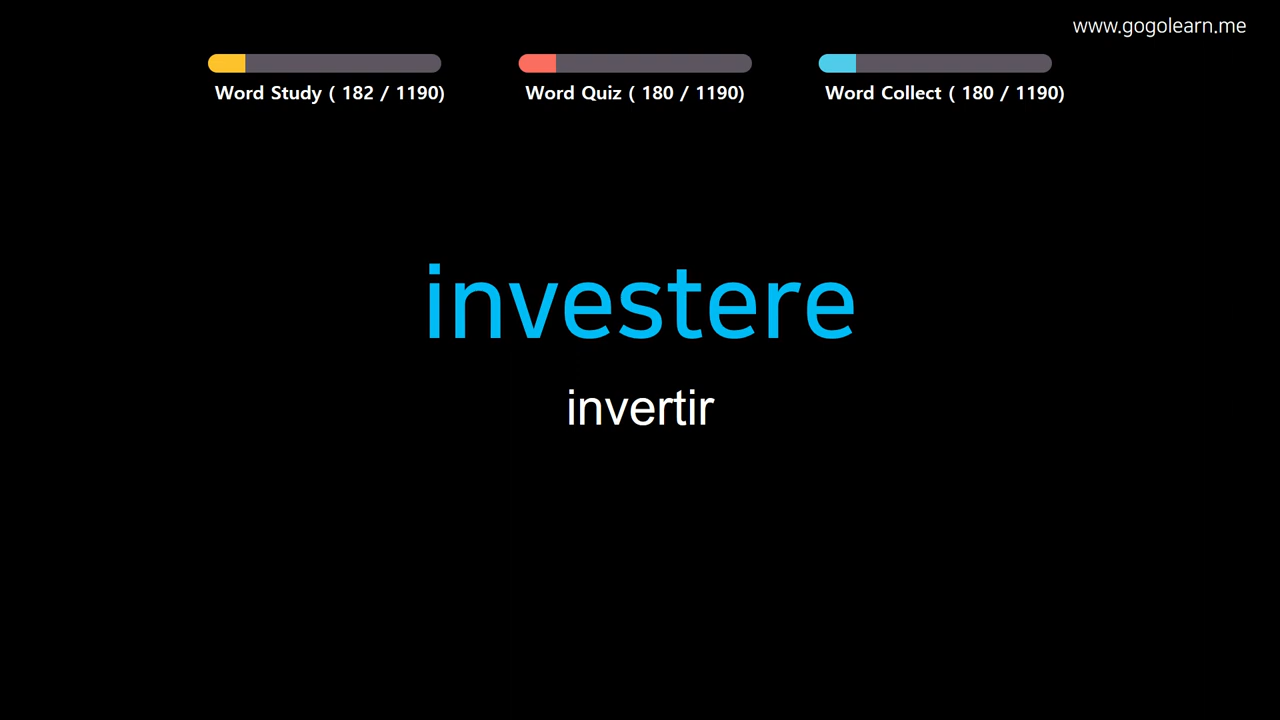 www.gogolearn.me
Word Study ( 182 / 1190)
Word Quiz ( 180 / 1190)
Word Collect ( 180 / 1190)
investere
invertir